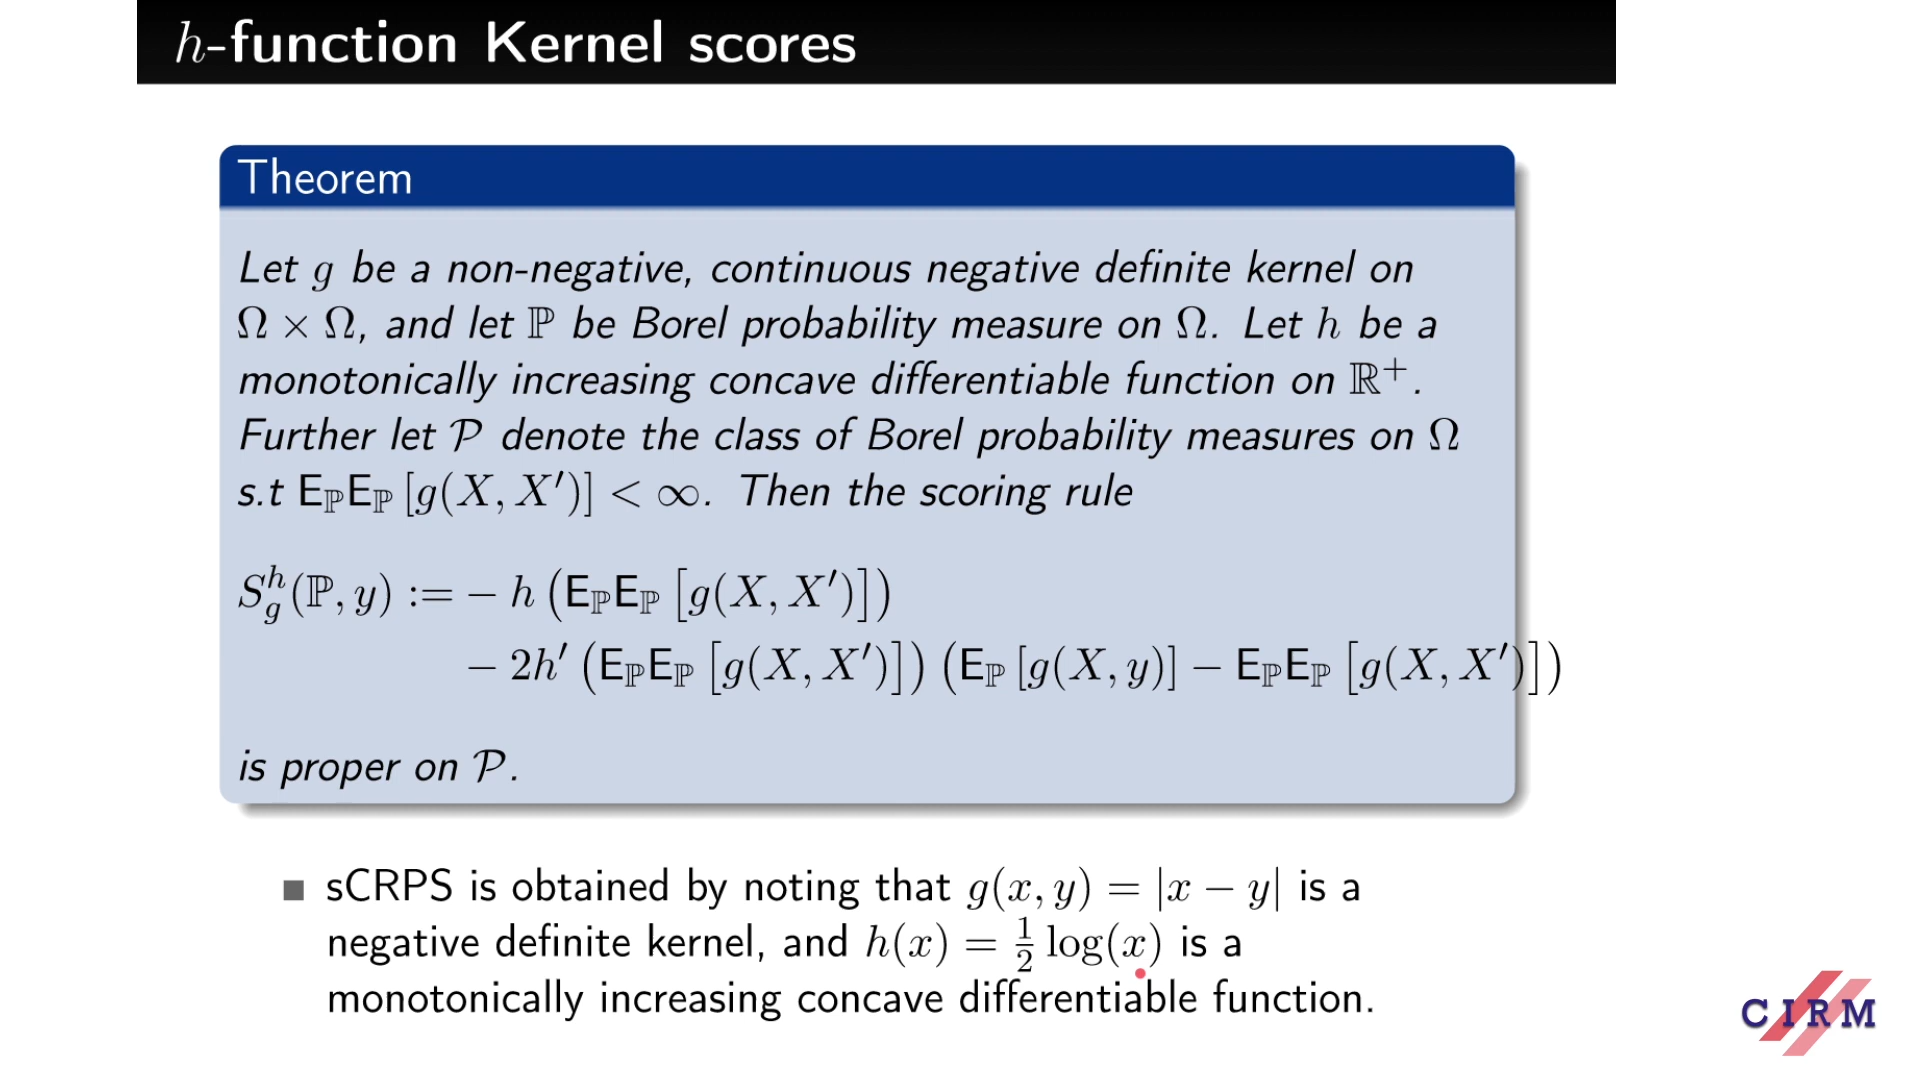 h-function Kernel scores
Theorem
Let g be a non-negative, continuous negative definite kernel on
Ω × Ω, and let ℙ be Borel probability measure on Ω. Let h be a
monotonically increasing concave differentiable function on ℝ⁺.
Further let 𝒫 denote the class of Borel probability measures on Ω
s.t E_ℙE_ℙ [g(X, X′)] < ∞. Then the scoring rule
S_g^h(ℙ, y) := − h (E_ℙE_ℙ [g(X, X′)])
− 2h′ (E_ℙE_ℙ [g(X, X′)]) (E_ℙ [g(X, y)] − E_ℙE_ℙ [g(X, X′)])
is proper on 𝒫.
■ sCRPS is obtained by noting that g(x, y) = |x − y| is a
negative definite kernel, and h(x) = ½ log(x) is a
monotonically increasing concave differentiable function.
CIRM